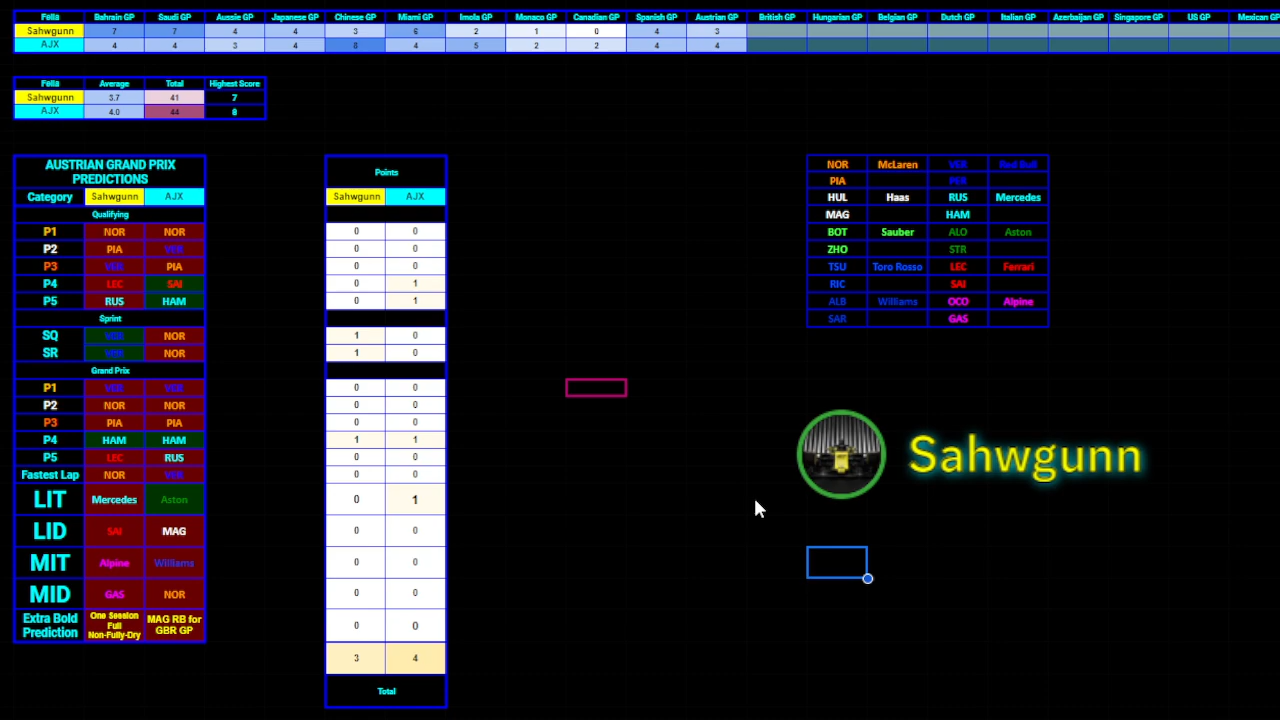 Fella Bahrain GP Saudi GP Aussie GP Japanese GP Chinese GP Miami GP Imola GP Monaco GP Canadian GP Spanish GP Austrian GP British GP Hungarian GP Belgian GP Dutch GP Italian GP Azerbaijan GP Singapore GP US GP Mexican GP
Sahwgunn 7 7 4 4 3 6 2 1 0 4 3
AJX 4 4 3 4 8 4 5 2 2 4 4
Fella Average Total Highest Score
Sahwgunn 3.7 41 7
AJX 4.0 44 8
AUSTRIAN GRAND PRIX
PREDICTIONS
Category Sahwgunn AJX
Qualifying
P1 NOR NOR
P2 PIA VER
P3 VER PIA
P4 LEC SAI
P5 RUS HAM
Sprint
SQ VER NOR
SR VER NOR
Grand Prix
P1 VER VER
P2 NOR NOR
P3 PIA PIA
P4 HAM HAM
P5 LEC RUS
Fastest Lap NOR VER
LIT Mercedes Aston
LID SAI MAG
MIT Alpine Williams
MID GAS NOR
Extra Bold
Prediction
One Session
Full
Non-Fully-Dry
MAG RB for
GBR GP
Points
Sahwgunn AJX
0 0
0 0
0 0
0 1
0 1
1 0
1 0
0 0
0 0
0 0
1 1
0 0
0 0
0 1
0 0
0 0
0 0
0 0
3 4
Total
NOR McLaren VER Red Bull
PIA PER
HUL Haas RUS Mercedes
MAG HAM
BOT Sauber ALO Aston
ZHO STR
TSU Toro Rosso LEC Ferrari
RIC SAI
ALB Williams OCO Alpine
SAR GAS
Sahwgunn